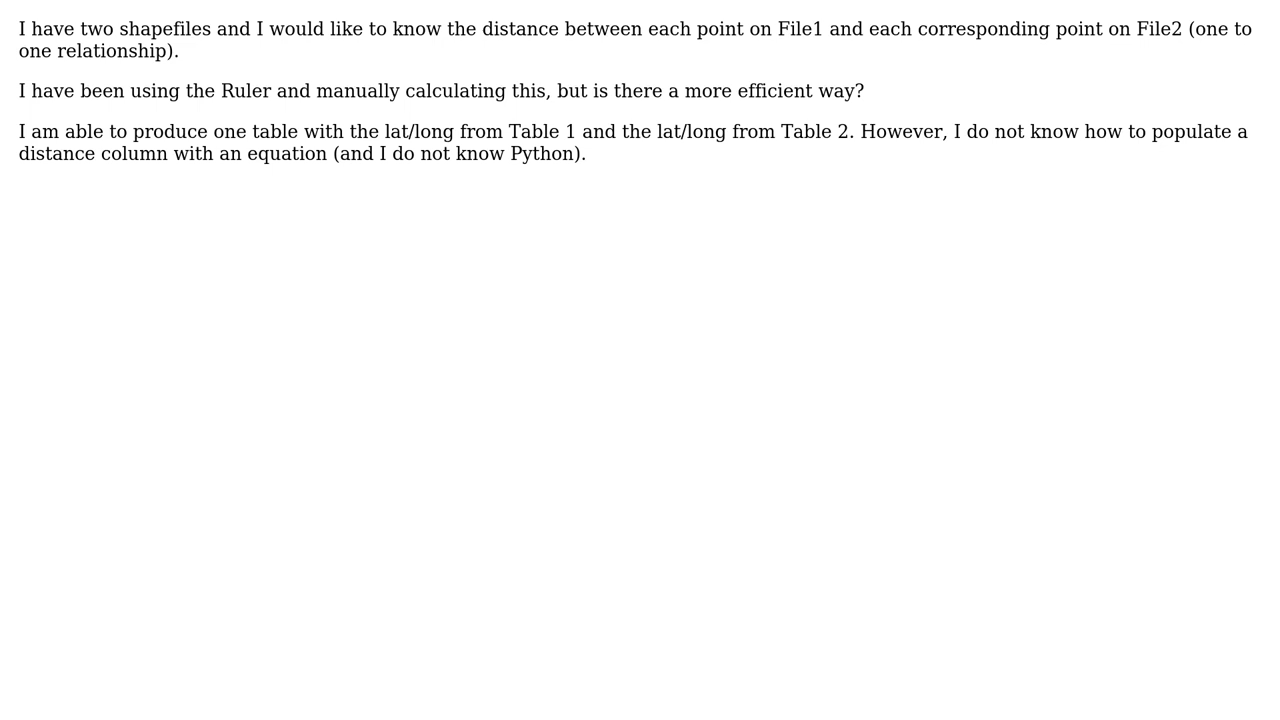 I have two shapefiles and I would like to know the distance between each point on File1 and each corresponding point on File2 (one to
one relationship).
I have been using the Ruler and manually calculating this, but is there a more efficient way?
I am able to produce one table with the lat/long from Table 1 and the lat/long from Table 2. However, I do not know how to populate a
distance column with an equation (and I do not know Python).